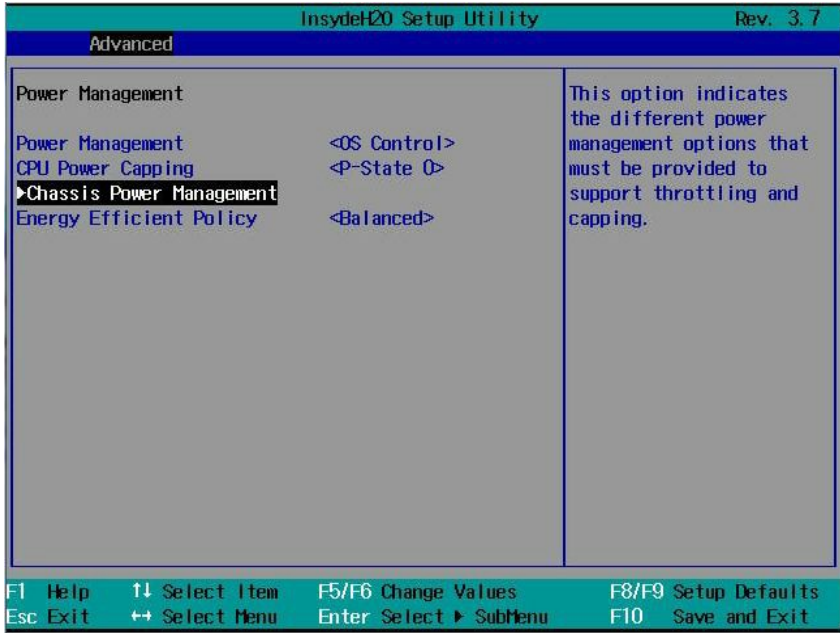 InsydeH2O Setup Utility Rev. 3.7
Advanced
Power Management
Power Management <OS Control>
CPU Power Capping <P-State 0>
▶Chassis Power Management
Energy Efficient Policy <Balanced>
This option indicates
the different power
management options that
must be provided to
support throttling and
capping.
F1 Help ↑↓ Select Item F5/F6 Change Values F8/F9 Setup Defaults
Esc Exit ↔ Select Menu Enter Select ▶ SubMenu F10 Save and Exit